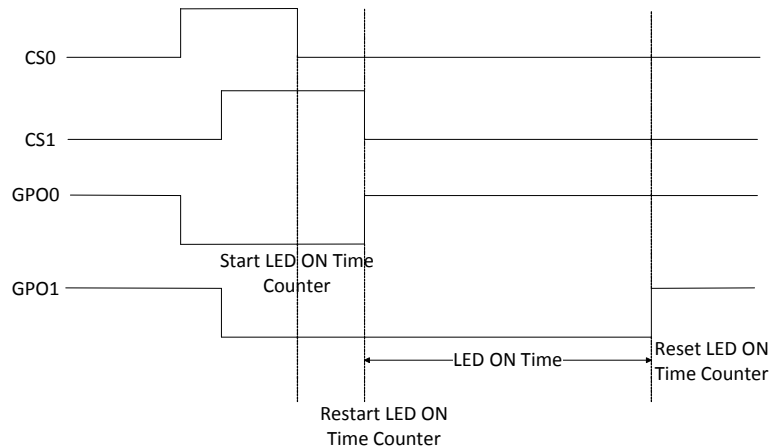 CS0
CS1
GPO0
Start LED ON Time
Counter
GPO1
LED ON Time
Reset LED ON
Time Counter
Restart LED ON
Time Counter